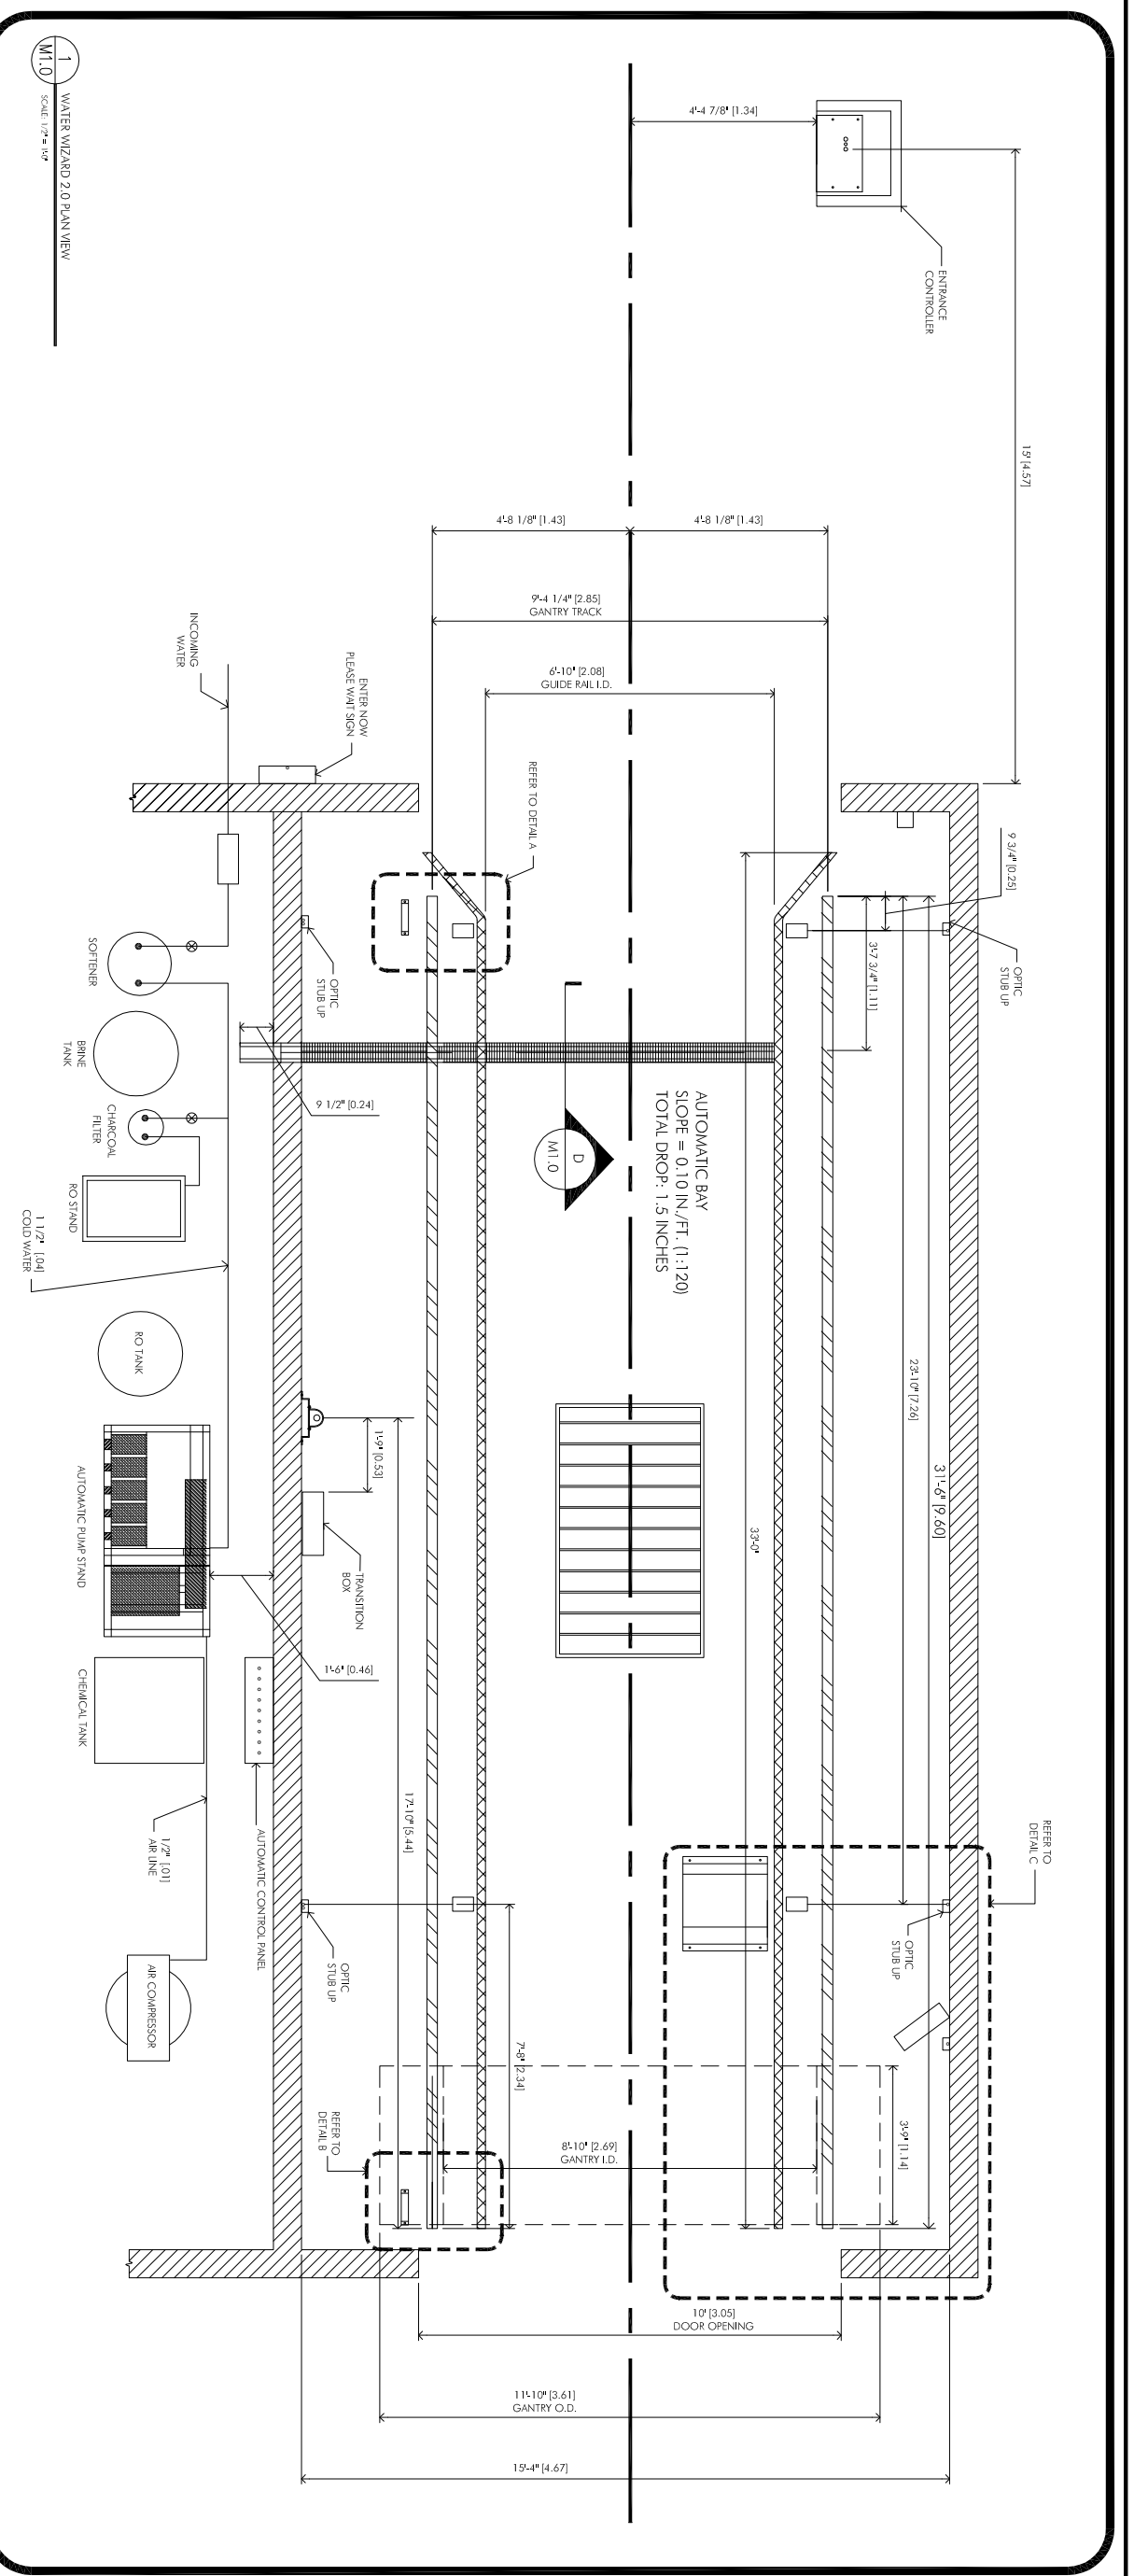 1
M1.0
WATER WIZARD 2.0 PLAN VIEW
SCALE: 1/2" = 1'-0"
4'-4 7/8" [1.34]
ENTRANCE
CONTROLLER
15' [4.57]
4'-8 1/8" [1.43]
4'-8 1/8" [1.43]
9'-4 1/4" [2.85]
GANTRY TRACK
6'-10" [2.08]
GUIDE RAIL I.D.
INCOMING
WATER
ENTER NOW
PLEASE WAIT SIGN
REFER TO DETAIL A
9 3/4" [0.25]
3'-7 3/4" [1.11]
OPTIC
STUB UP
OPTIC
STUB UP
SOFTENER
BRINE
TANK
CHARCOAL
FILTER
RO STAND
1 1/2" [.04]
COLD WATER
9 1/2" [0.24]
D
M1.0
AUTOMATIC BAY
SLOPE = 0.10 IN./FT. (1:120)
TOTAL DROP: 1.5 INCHES
RO TANK
23'-10" [7.26]
31'-6" [9.60]
33'-0"
1'-9" [0.53]
TRANSITION
BOX
AUTOMATIC PUMP STAND
1'-6" [0.46]
CHEMICAL TANK
AUTOMATIC CONTROL PANEL
1/2" [.01]
AIR LINE
17'-10" [5.44]
REFER TO
DETAIL C
OPTIC
STUB UP
OPTIC
STUB UP
AIR COMPRESSOR
7'-8" [2.34]
REFER TO
DETAIL B
8'-10" [2.69]
GANTRY I.D.
3'-9" [1.14]
10' [3.05]
DOOR OPENING
11'-10" [3.61]
GANTRY O.D.
15'-4" [4.67]